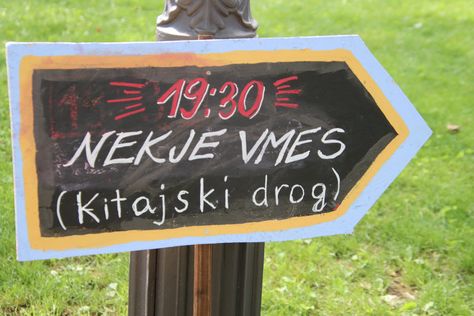 19:30
NEKJE VMES
(Kitajski drog)